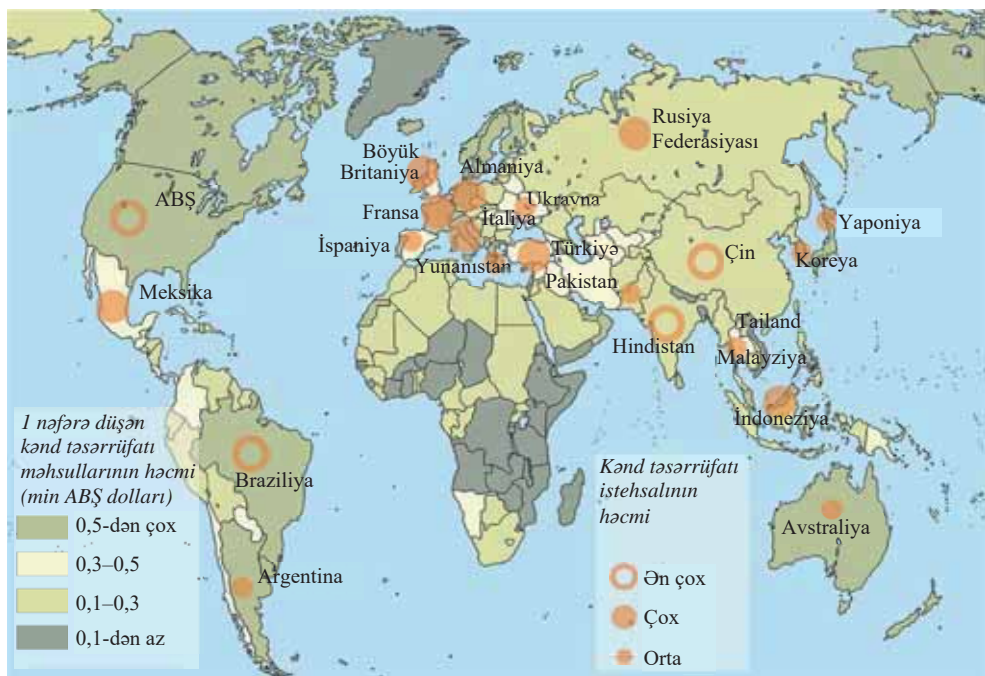 Rusiya
Federasiyası
Böyük
Britaniya
Almaniya
ABŞ
Ukravna
Fransa
İtaliya
Yaponiya
İspaniya
Türkiyə
Çin
Koreya
Yunanıstan
Pakistan
Meksika
Tailand
Hindistan
Malayziya
İndoneziya
Braziliya
Avstraliya
Argentina
1 nəfərə düşən
kənd təsərrüfatı
məhsullarının həcmi
(min ABŞ dolları)
0,5-dən çox
0,3–0,5
0,1–0,3
0,1-dən az
Kənd təsərrüfatı
istehsalının
həcmi
Ən çox
Çox
Orta